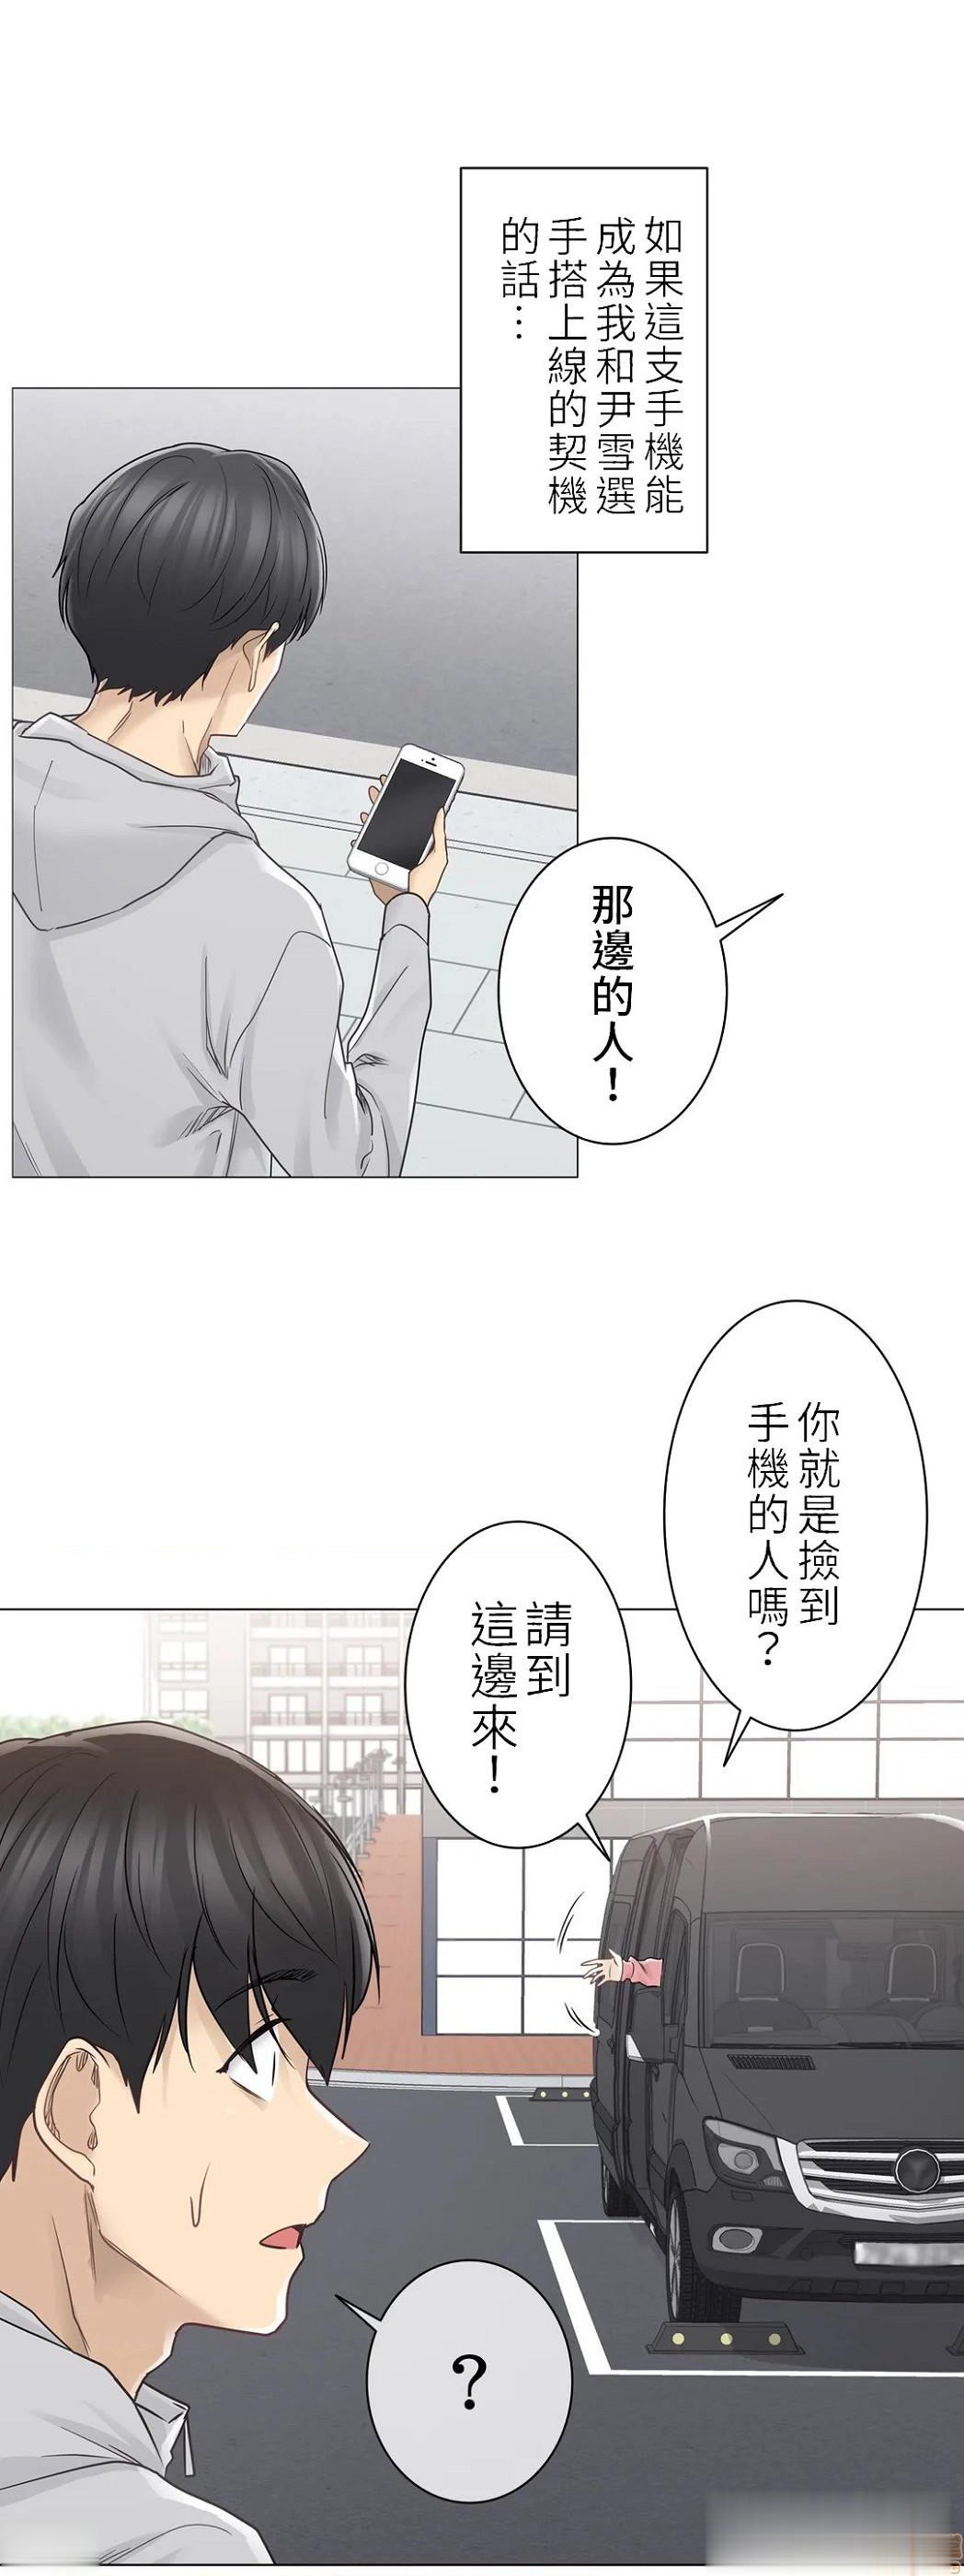 如果這支手機能
成為我和尹雪選
手搭上線的契機
的話…
那邊的人！
你就是撿到
手機的人嗎？
請到
這邊來！
？